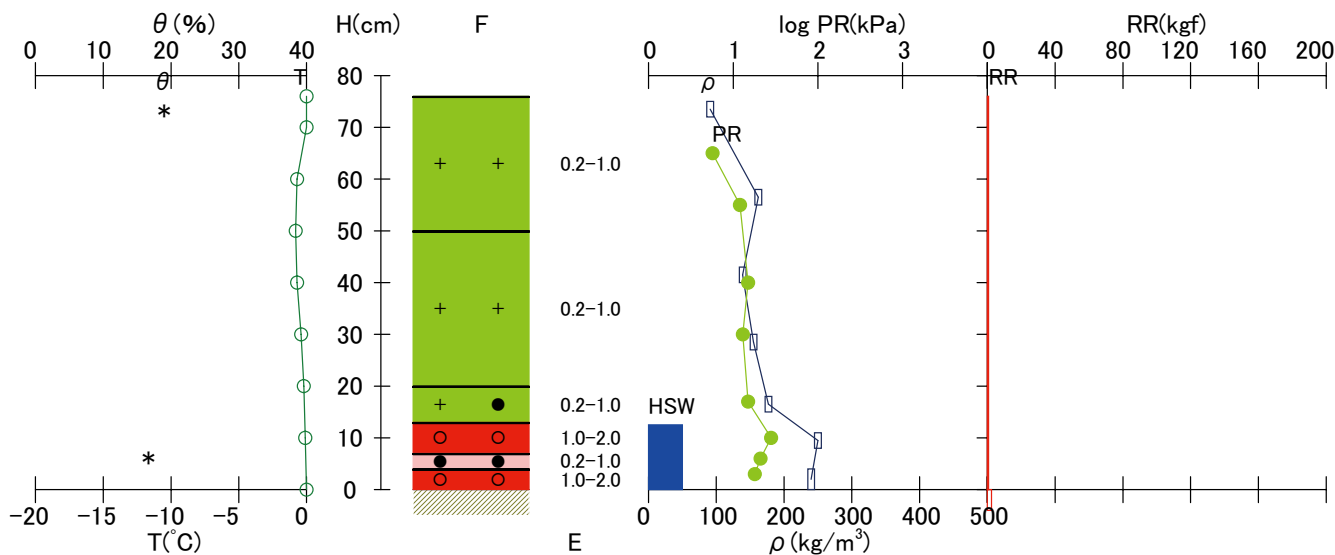 θ(%) H(cm) F log PR(kPa) RR(kgf)
0 10 20 30 40 0 1 2 3 0 40 80 120 160 200
θ T 80 RR
* 70 ρ
PR
+ + 0.2-1.0
60
50
40
+ + 0.2-1.0
30
20
+ ● 0.2-1.0 HSW
10 ○ ○ 1.0-2.0
* ● ● 0.2-1.0
○ ○ 1.0-2.0
0
-20 -15 -10 -5 0 0 100 200 300 400 500
T(°C) E ρ(kg/m³)